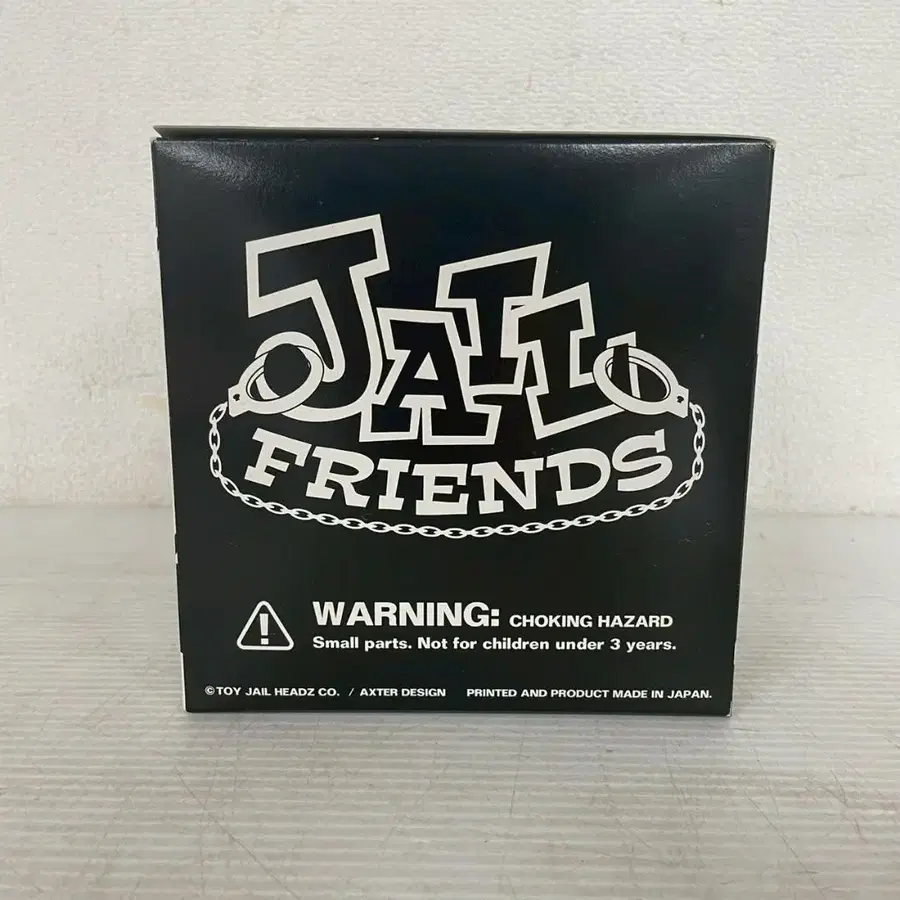 JAIL
FRIENDS
WARNING: CHOKING HAZARD
Small parts. Not for children under 3 years.
©TOY JAIL HEADZ CO. / AXTER DESIGN PRINTED AND PRODUCT MADE IN JAPAN.